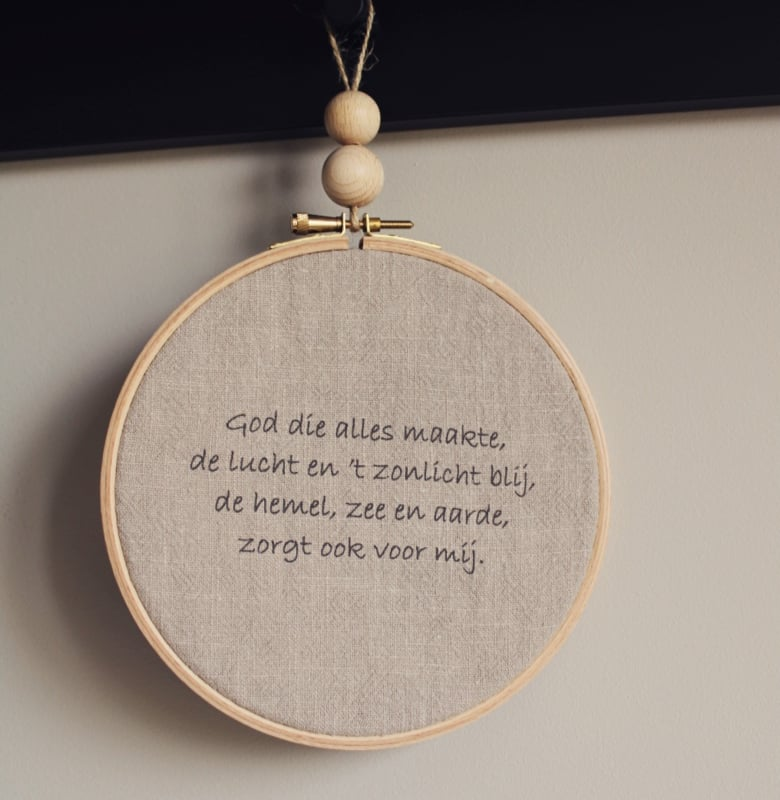 God die alles maakte,
de lucht en 't zonlicht blij,
de hemel, zee en aarde,
zorgt ook voor mij.